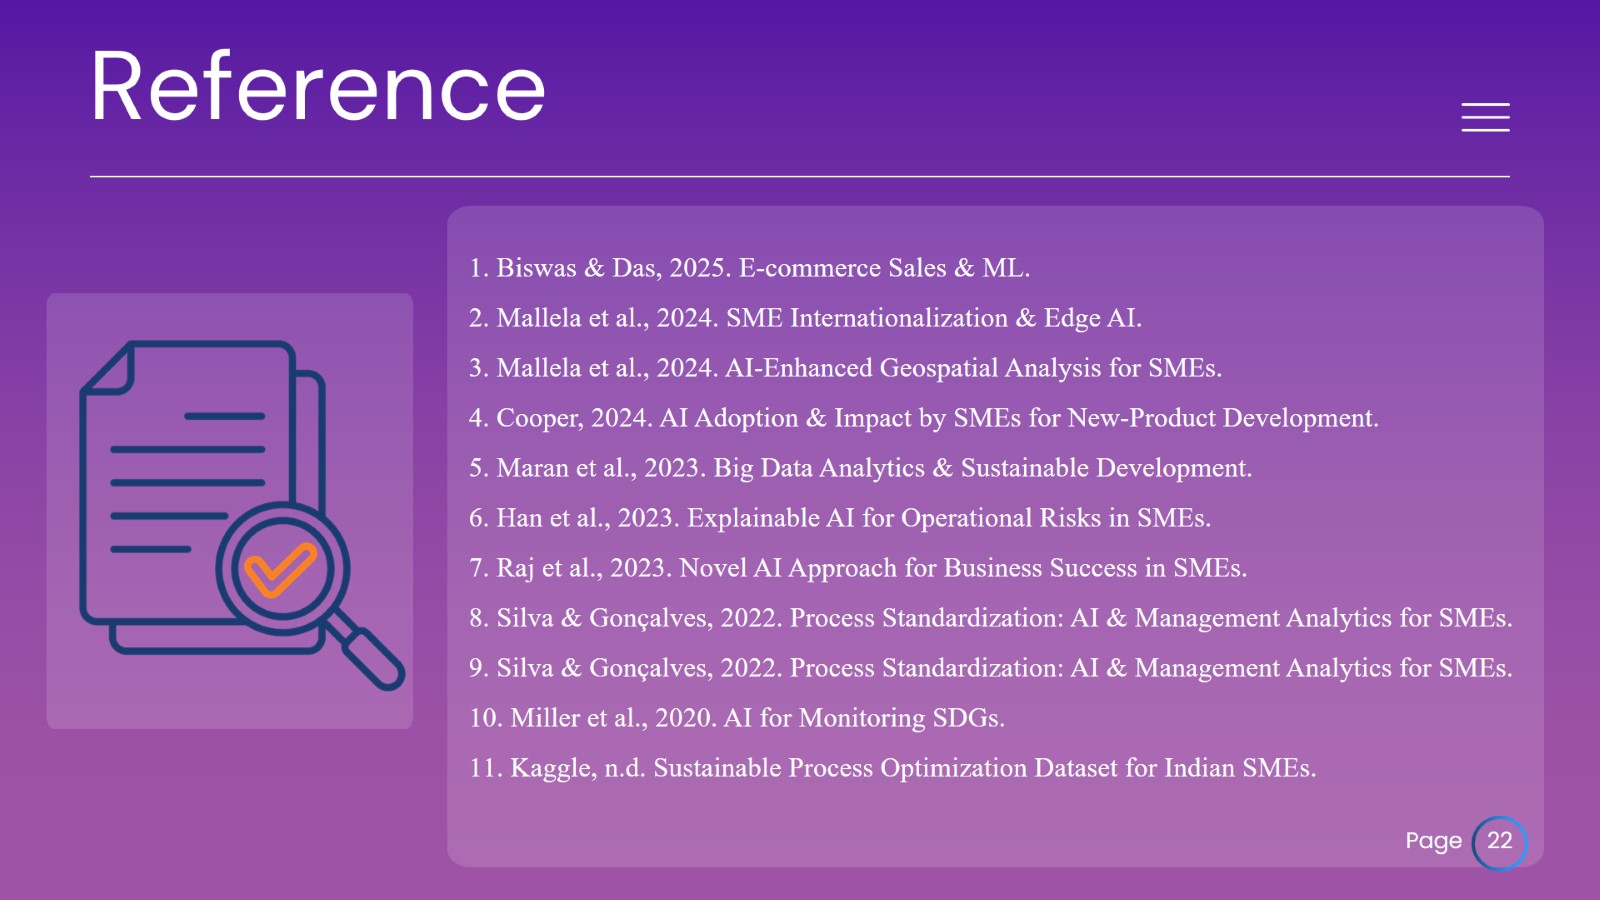 Reference
1. Biswas & Das, 2025. E-commerce Sales & ML.
2. Mallela et al., 2024. SME Internationalization & Edge AI.
3. Mallela et al., 2024. AI-Enhanced Geospatial Analysis for SMEs.
4. Cooper, 2024. AI Adoption & Impact by SMEs for New-Product Development.
5. Maran et al., 2023. Big Data Analytics & Sustainable Development.
6. Han et al., 2023. Explainable AI for Operational Risks in SMEs.
7. Raj et al., 2023. Novel AI Approach for Business Success in SMEs.
8. Silva & Gonçalves, 2022. Process Standardization: AI & Management Analytics for SMEs.
9. Silva & Gonçalves, 2022. Process Standardization: AI & Management Analytics for SMEs.
10. Miller et al., 2020. AI for Monitoring SDGs.
11. Kaggle, n.d. Sustainable Process Optimization Dataset for Indian SMEs.
Page 22